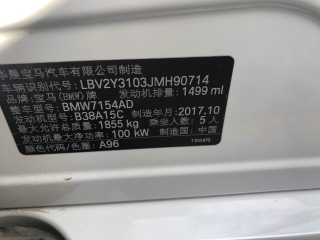 华晨宝马汽车有限公司制造
车辆识别代号: LBV2Y3103JMH90714
发动机排量: 1499 ml
品牌: 宝马(BMW)牌
整车型号: BMW7154AD
发动机型号: B38A15C 制造年月: 2017.10
最大允许总质量: 1855 kg 乘坐人数: 5 人
发动机最大净功率: 100 kW 制造国: 中国
颜色代码/色差: A96